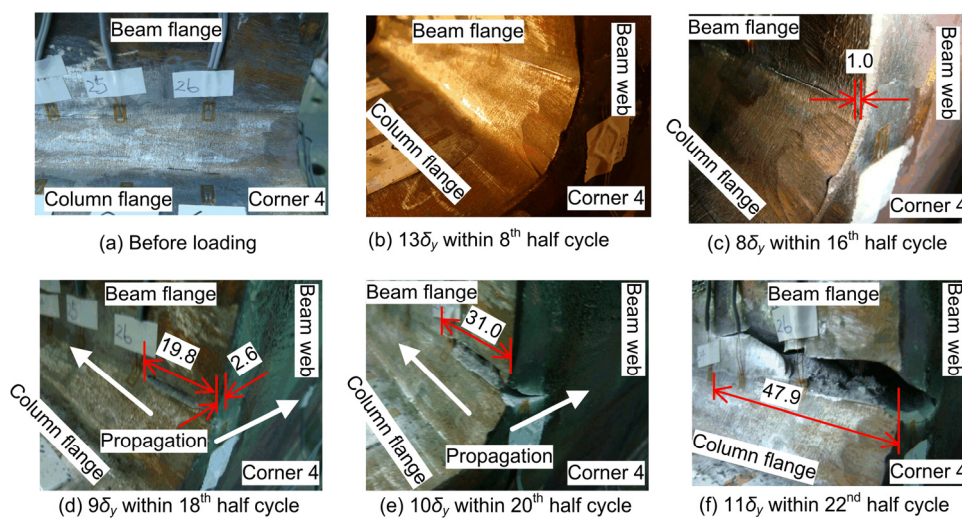 Beam flange
25
26
Column flange
Corner 4
(a) Before loading
Beam flange
Beam web
Column flange
Corner 4
(b) 13δy within 8th half cycle
Beam flange
Beam web
1.0
Column flange
Corner 4
(c) 8δy within 16th half cycle
Beam flange
Beam web
26
19.8
2.6
Column flange
Propagation
Corner 4
(d) 9δy within 18th half cycle
Beam flange
Beam web
31.0
Column flange
Propagation
Corner 4
(e) 10δy within 20th half cycle
Beam flange
Beam web
26
47.9
Column flange
Corner 4
(f) 11δy within 22nd half cycle